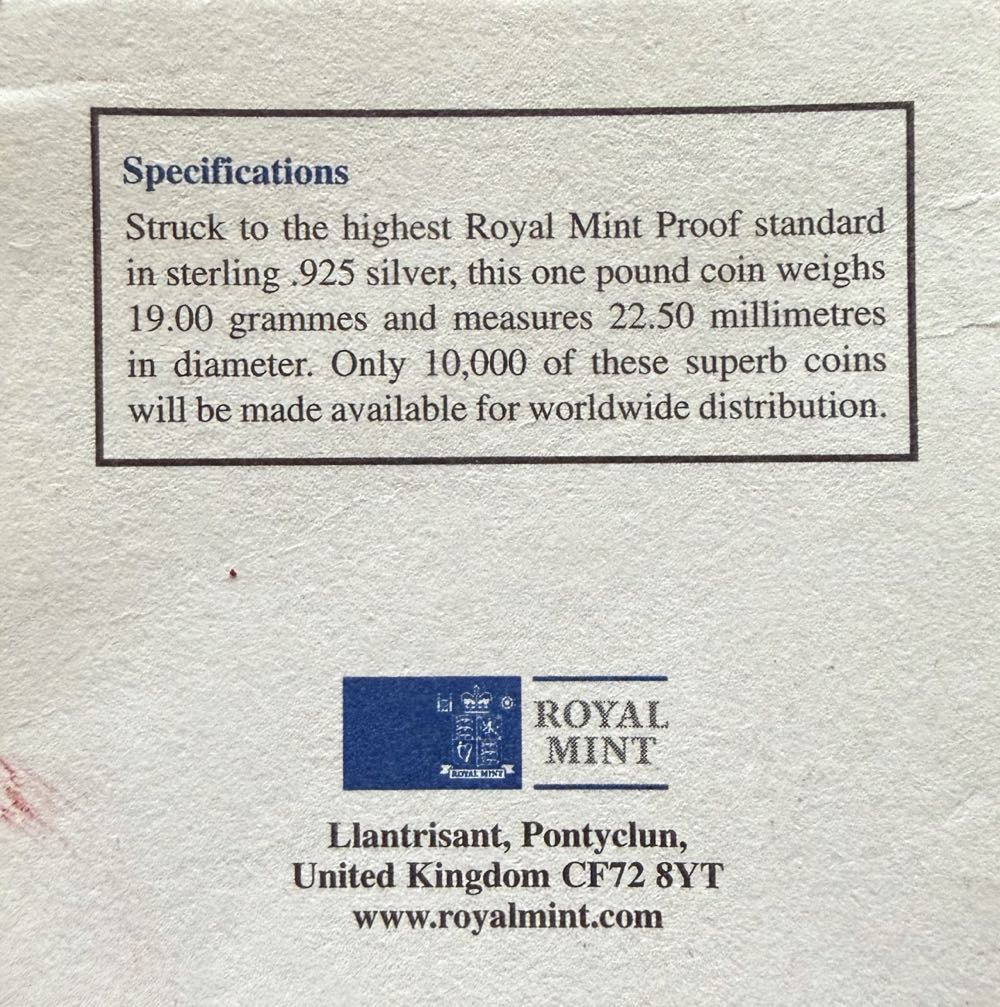 Specifications
Struck to the highest Royal Mint Proof standard
in sterling .925 silver, this one pound coin weighs
19.00 grammes and measures 22.50 millimetres
in diameter. Only 10,000 of these superb coins
will be made available for worldwide distribution.
ROYAL MINT
ROYAL
MINT
Llantrisant, Pontyclun,
United Kingdom CF72 8YT
www.royalmint.com